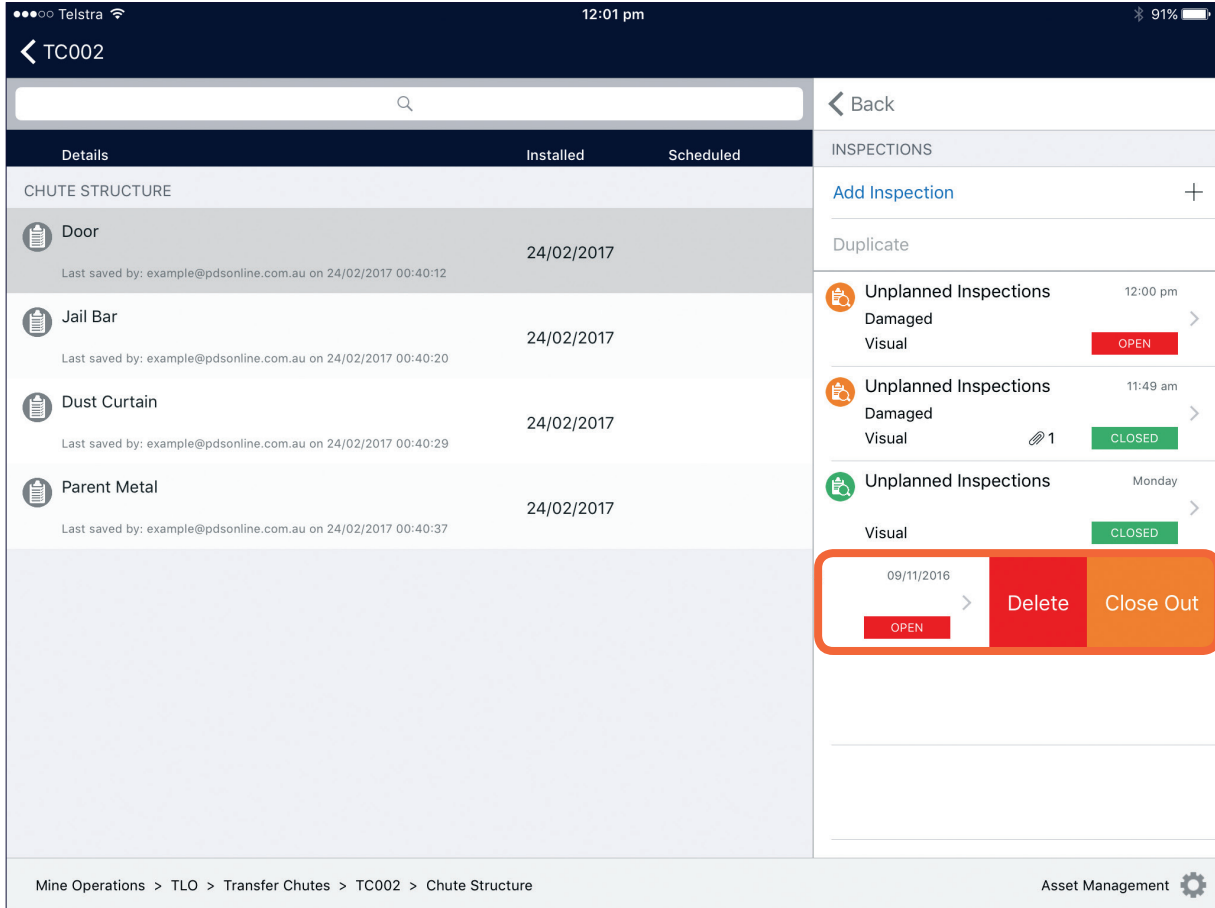 Telstra 12:01 pm 91%
TC002
Details Installed Scheduled
CHUTE STRUCTURE
Door
24/02/2017
Last saved by: example@pdsonline.com.au on 24/02/2017 00:40:12
Jail Bar
24/02/2017
Last saved by: example@pdsonline.com.au on 24/02/2017 00:40:20
Dust Curtain
24/02/2017
Last saved by: example@pdsonline.com.au on 24/02/2017 00:40:29
Parent Metal
24/02/2017
Last saved by: example@pdsonline.com.au on 24/02/2017 00:40:37
Back
INSPECTIONS
Add Inspection +
Duplicate
Unplanned Inspections 12:00 pm
Damaged
Visual OPEN
Unplanned Inspections 11:49 am
Damaged
Visual 1 CLOSED
Unplanned Inspections Monday
Visual CLOSED
09/11/2016
Delete Close Out
OPEN
Mine Operations > TLO > Transfer Chutes > TC002 > Chute Structure Asset Management